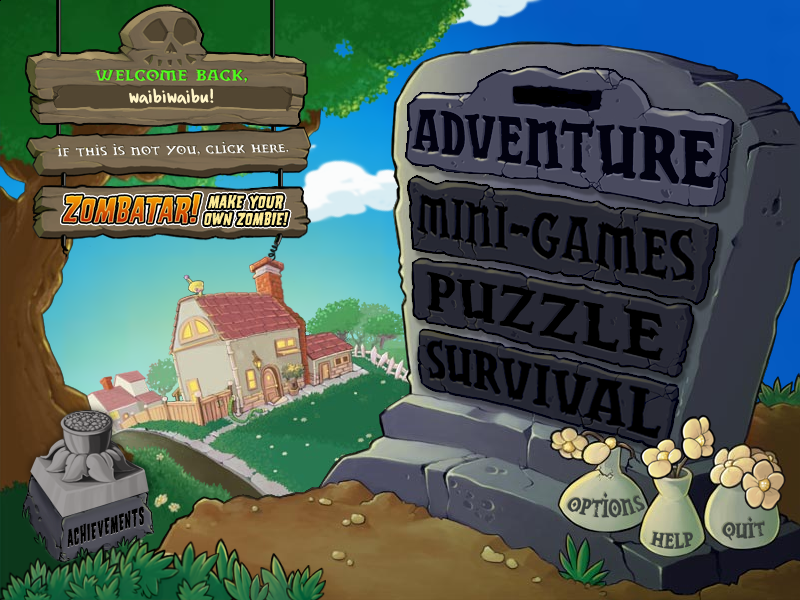 WELCOME BACK,
waibiwaibu!
IF THIS IS NOT YOU, CLICK HERE.
ZOMBATAR! MAKE YOUR
OWN ZOMBIE!
ADVENTURE
MINI-GAMES
PUZZLE
SURVIVAL
ACHIEVEMENTS
OPTIONS
HELP
QUIT